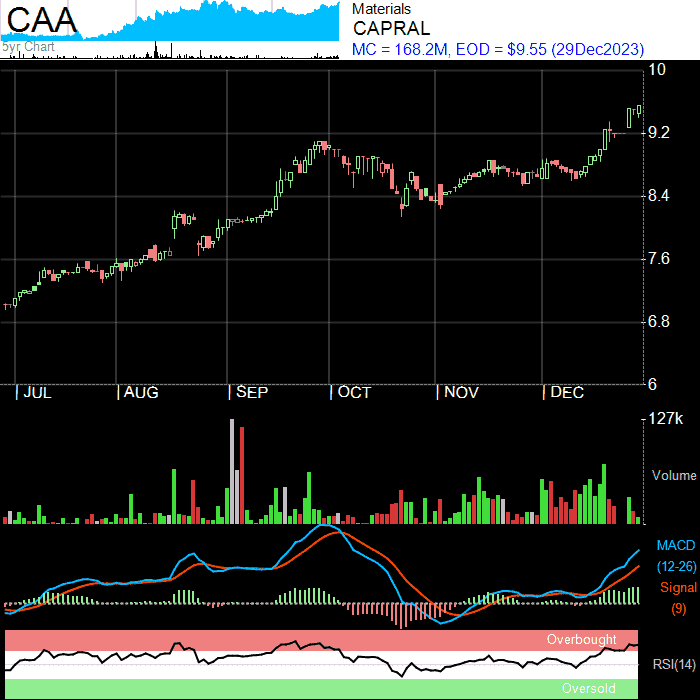 CAA
5yr Chart
Materials
CAPRAL
MC = 168.2M, EOD = $9.55 (29Dec2023)
10
9.2
8.4
7.6
6.8
6
JUL AUG SEP OCT NOV DEC
127k
Volume
MACD
(12-26)
Signal
(9)
Overbought
RSI(14)
Oversold